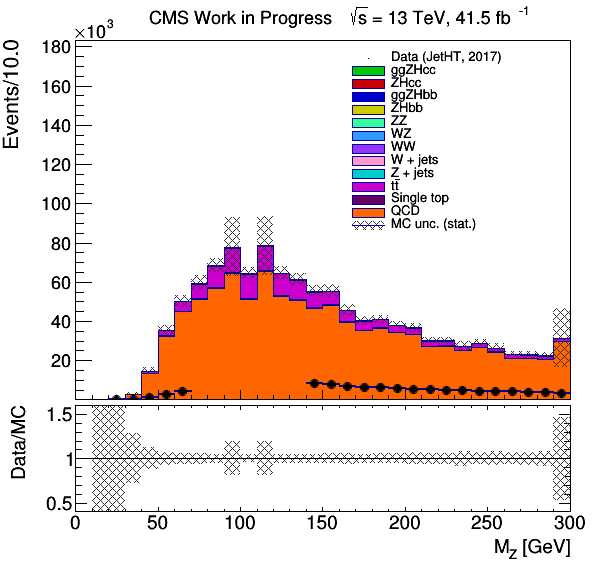 CMS Work in Progress √s = 13 TeV, 41.5 fb⁻¹
×10³
Events/10.0
180
160
140
120
100
80
60
40
20
Data (JetHT, 2017)
ggZHcc
ZHcc
ggZHbb
ZHbb
ZZ
WZ
WW
W + jets
Z + jets
tt̄
Single top
QCD
MC unc. (stat.)
Data/MC
1.5
1
0.5
0 50 100 150 200 250 300
M_Z [GeV]